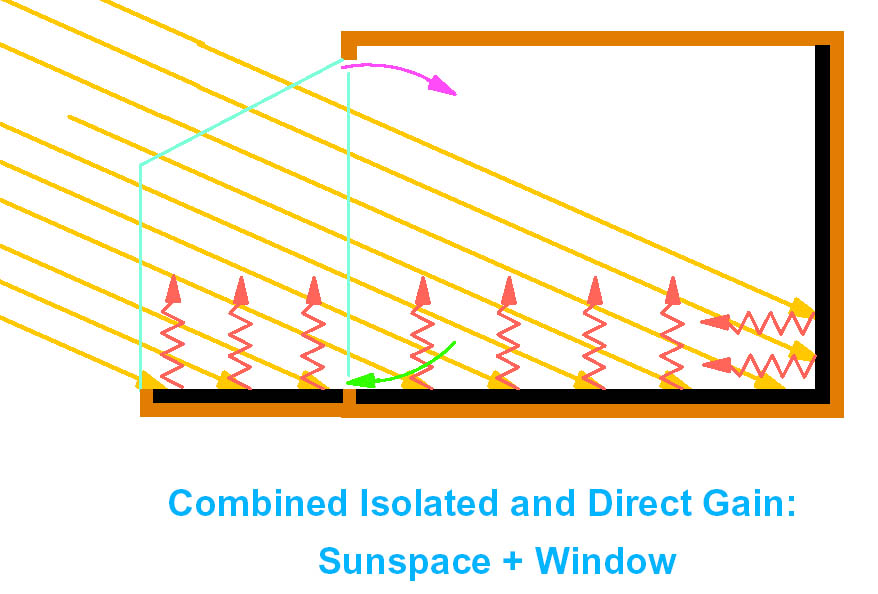 Combined Isolated and Direct Gain:
Sunspace + Window